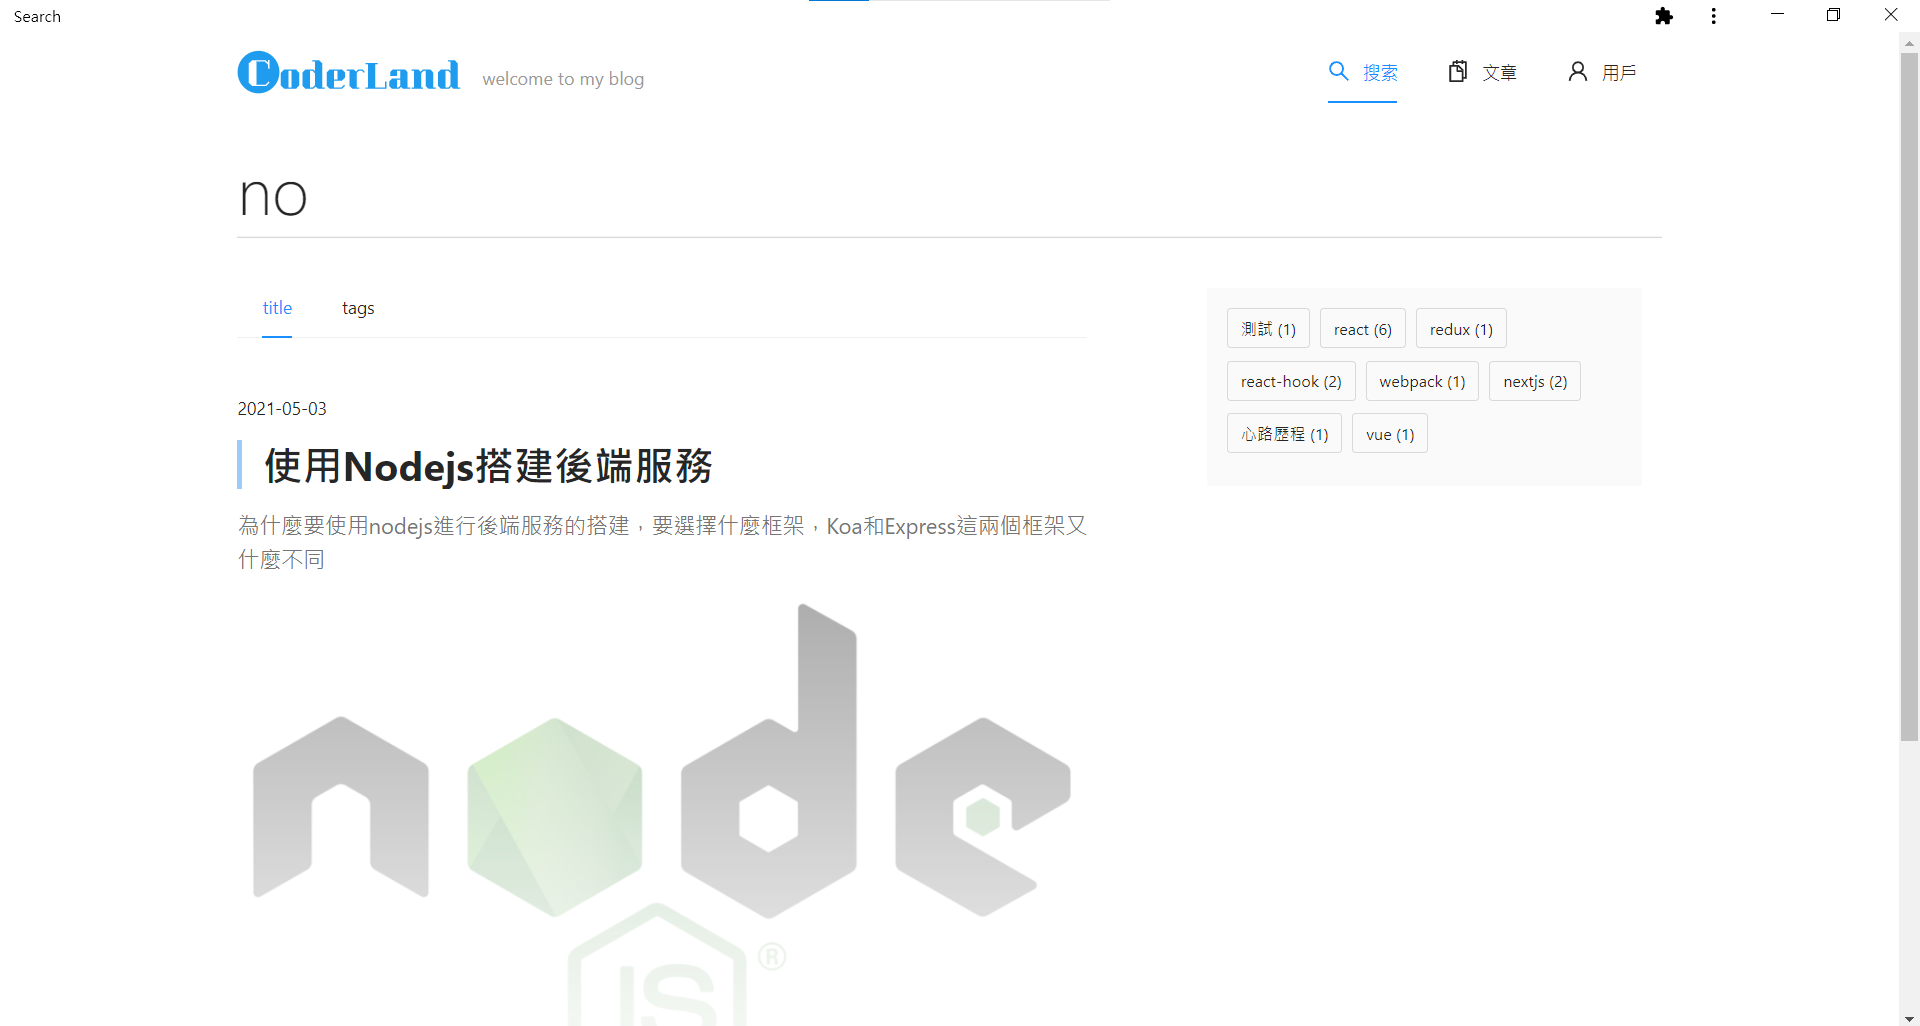 Search
CoderLand welcome to my blog
搜索 文章 用戶
no
title tags
測試 (1) react (6) redux (1)
react-hook (2) webpack (1) nextjs (2)
心路歷程 (1) vue (1)
2021-05-03
使用Nodejs搭建後端服務
為什麼要使用nodejs進行後端服務的搭建，要選擇什麼框架，Koa和Express這兩個框架又
什麼不同
node
JS ®